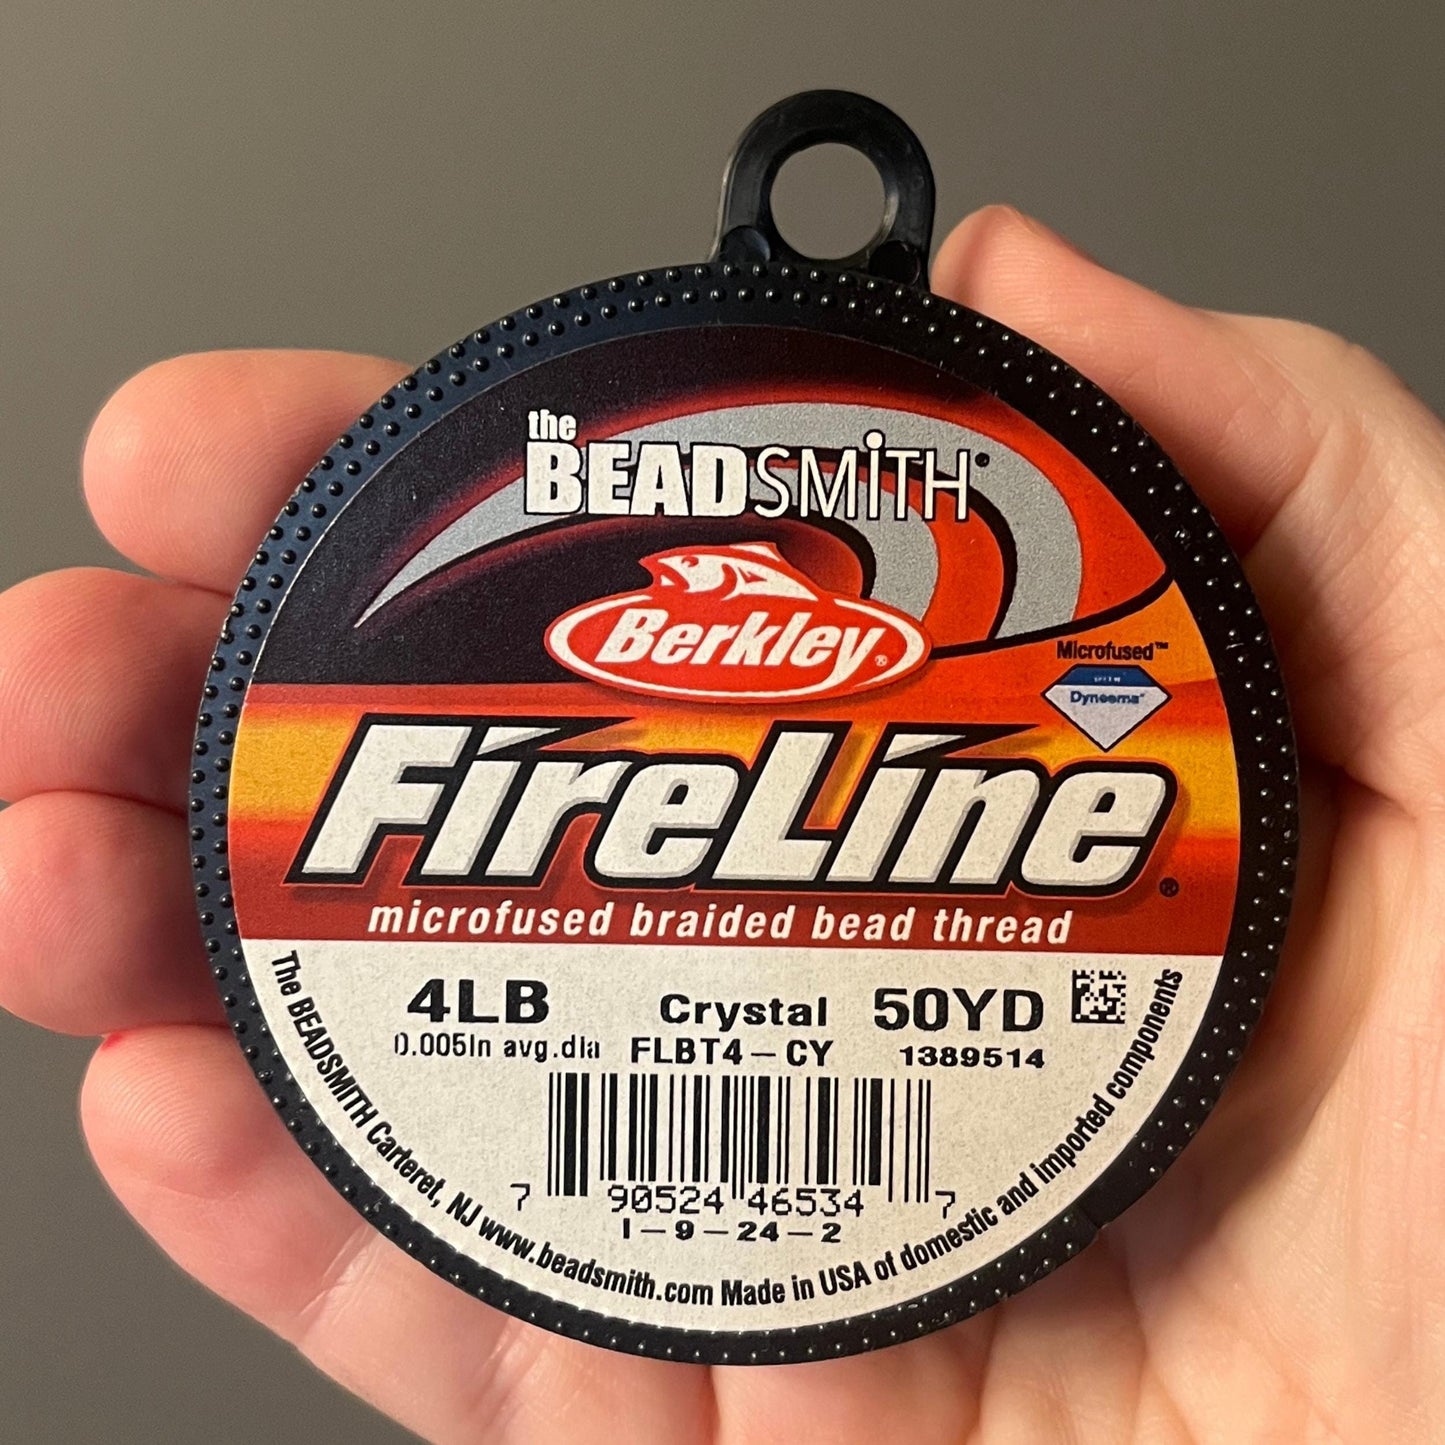 the
BEADSMiTH®
Berkley®
Microfused™
Dyneema®
FireLine®
microfused braided bead thread
4LB Crystal 50YD
0.005In avg.dia FLBT4-CY 1389514
7 90524 46534 7
I-9-24-2
The BEADSMITH Carteret, NJ www.beadsmith.com Made in USA of domestic and imported components